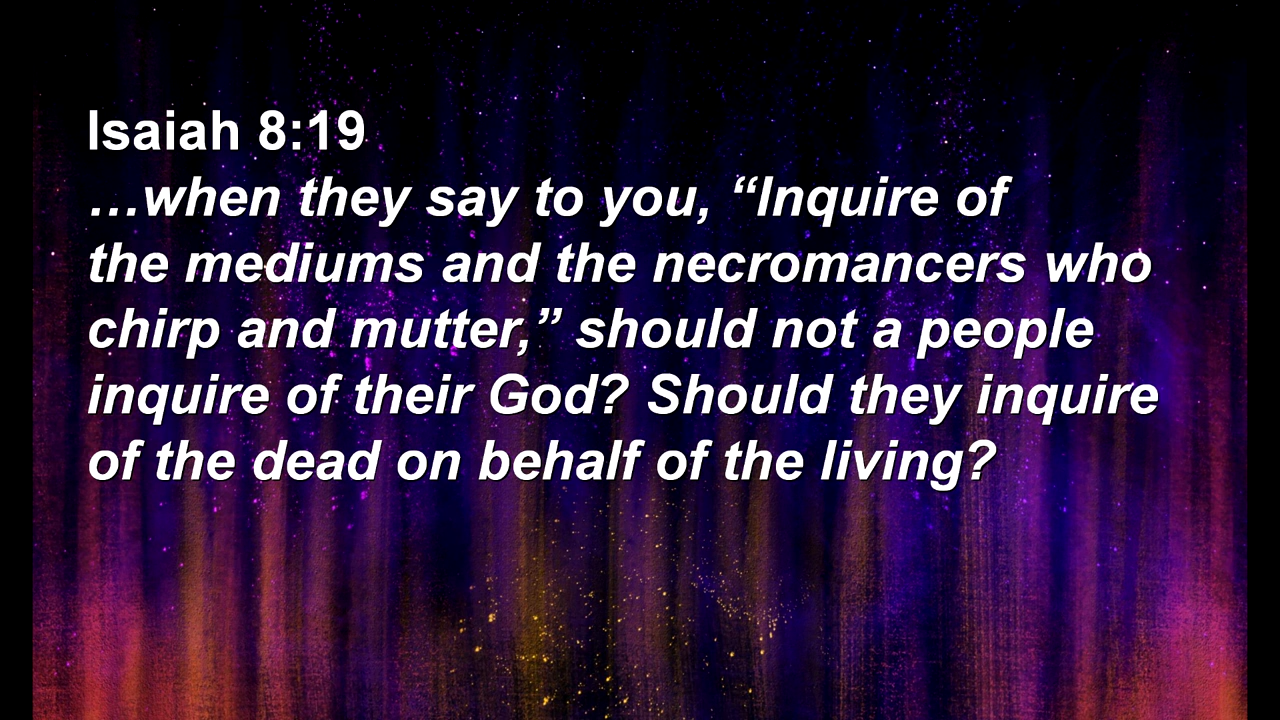 Isaiah 8:19
…when they say to you, “Inquire of
the mediums and the necromancers who
chirp and mutter,” should not a people
inquire of their God? Should they inquire
of the dead on behalf of the living?